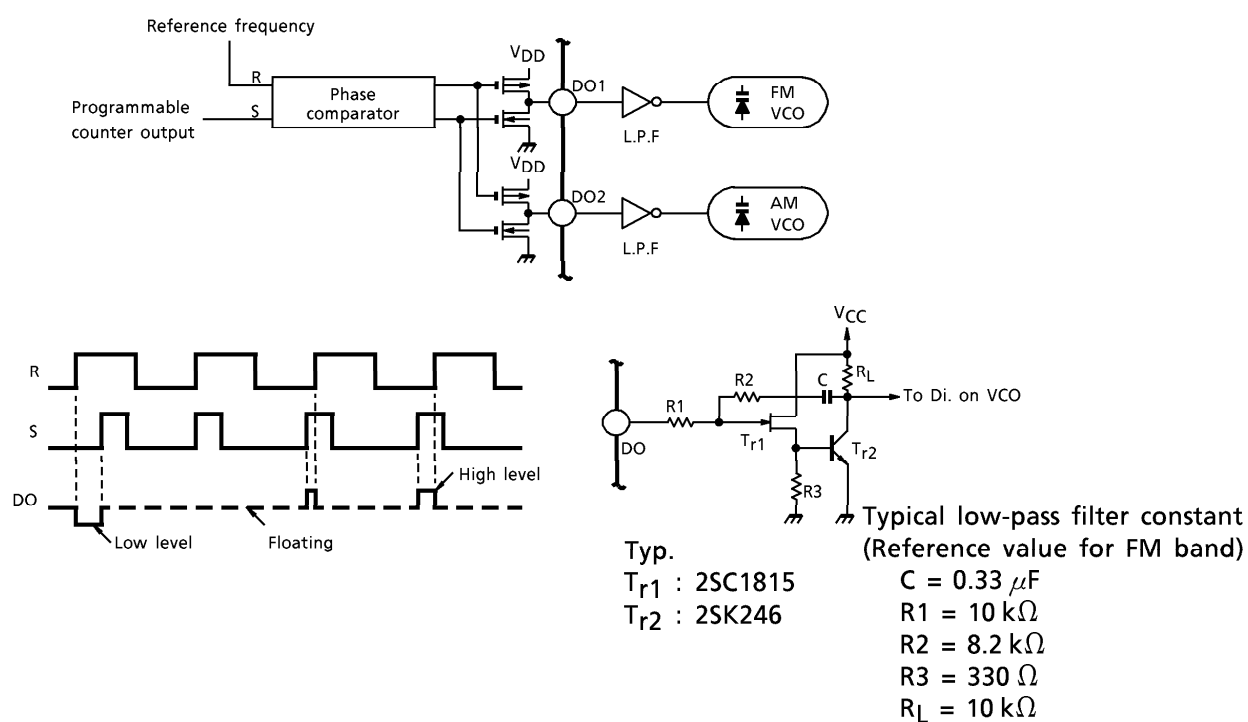 Reference frequency
R
Programmable
counter output
S
Phase
comparator
VDD
DO1
L.P.F
FM
VCO
VDD
DO2
L.P.F
AM
VCO
R
S
DO
High level
Low level
Floating
VCC
RL
R2
C
To Di. on VCO
R1
DO
Tr1
Tr2
R3
Typ.
Tr1 : 2SC1815
Tr2 : 2SK246
Typical low-pass filter constant
(Reference value for FM band)
C = 0.33 μF
R1 = 10 kΩ
R2 = 8.2 kΩ
R3 = 330 Ω
RL = 10 kΩ